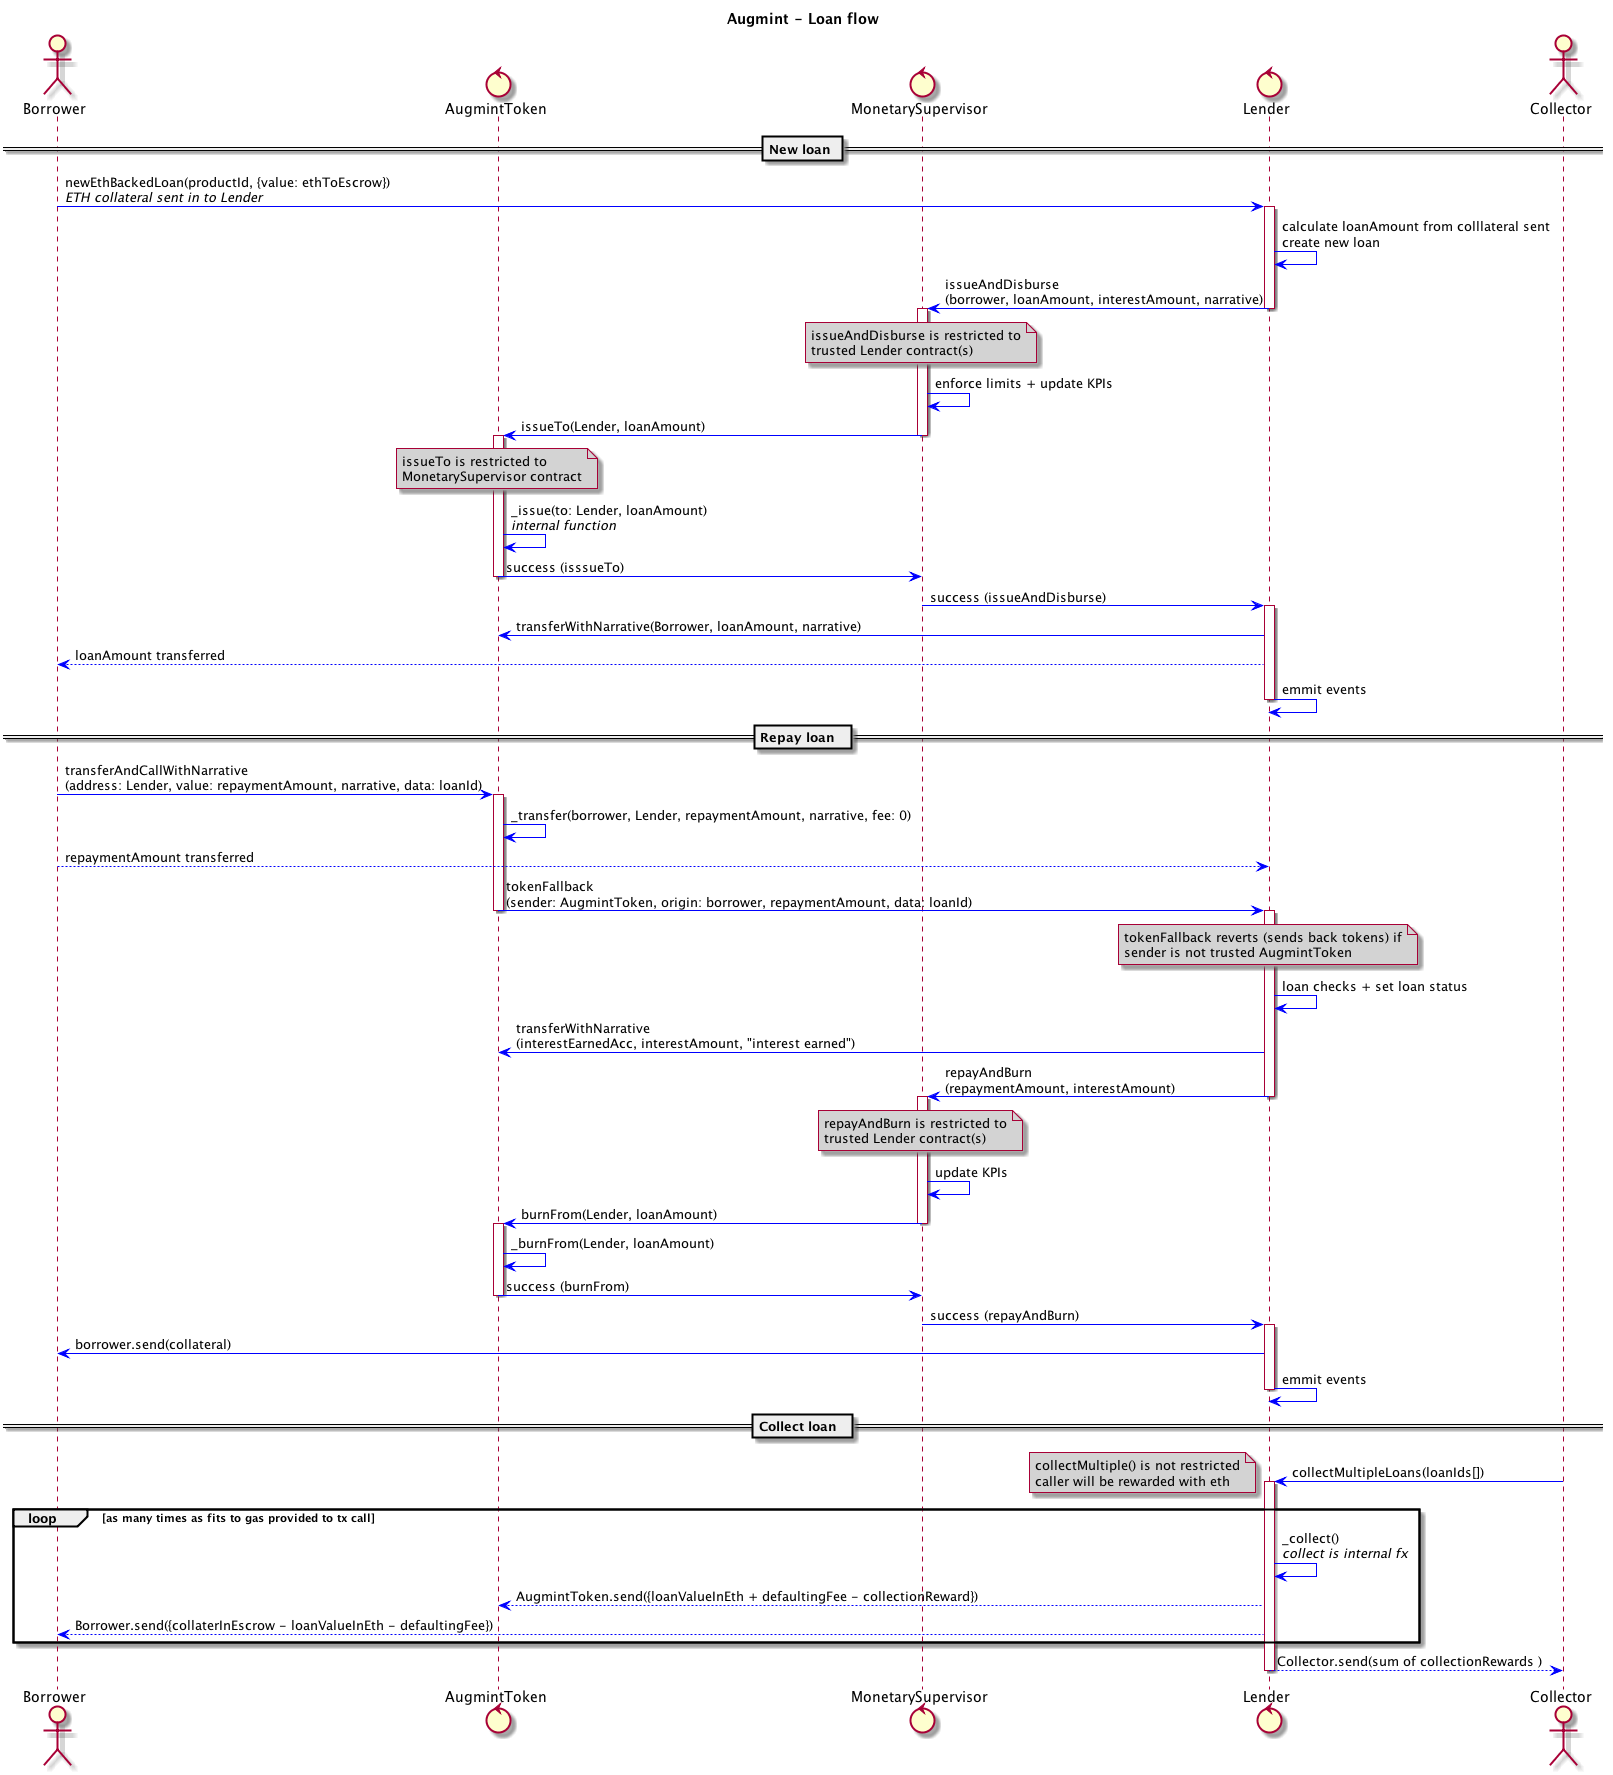 Augmint - Loan flow
Borrower
AugmintToken
MonetarySupervisor
Lender
Collector
New loan
newEthBackedLoan(productId, {value: ethToEscrow})
ETH collateral sent in to Lender
calculate loanAmount from colllateral sent
create new loan
issueAndDisburse
(borrower, loanAmount, interestAmount, narrative)
issueAndDisburse is restricted to
trusted Lender contract(s)
enforce limits + update KPIs
issueTo(Lender, loanAmount)
issueTo is restricted to
MonetarySupervisor contract
_issue(to: Lender, loanAmount)
internal function
success (isssueTo)
success (issueAndDisburse)
transferWithNarrative(Borrower, loanAmount, narrative)
loanAmount transferred
emmit events
Repay loan
transferAndCallWithNarrative
(address: Lender, value: repaymentAmount, narrative, data: loanId)
_transfer(borrower, Lender, repaymentAmount, narrative, fee: 0)
repaymentAmount transferred
tokenFallback
(sender: AugmintToken, origin: borrower, repaymentAmount, data: loanId)
tokenFallback reverts (sends back tokens) if
sender is not trusted AugmintToken
loan checks + set loan status
transferWithNarrative
(interestEarnedAcc, interestAmount, "interest earned")
repayAndBurn
(repaymentAmount, interestAmount)
repayAndBurn is restricted to
trusted Lender contract(s)
update KPIs
burnFrom(Lender, loanAmount)
_burnFrom(Lender, loanAmount)
success (burnFrom)
success (repayAndBurn)
borrower.send(collateral)
emmit events
Collect loan
collectMultiple() is not restricted
caller will be rewarded with eth
collectMultipleLoans(loanIds[])
loop [as many times as fits to gas provided to tx call]
_collect()
collect is internal fx
AugmintToken.send({loanValueInEth + defaultingFee - collectionReward})
Borrower.send({collaterInEscrow - loanValueInEth - defaultingFee})
Collector.send(sum of collectionRewards )
Borrower
AugmintToken
MonetarySupervisor
Lender
Collector